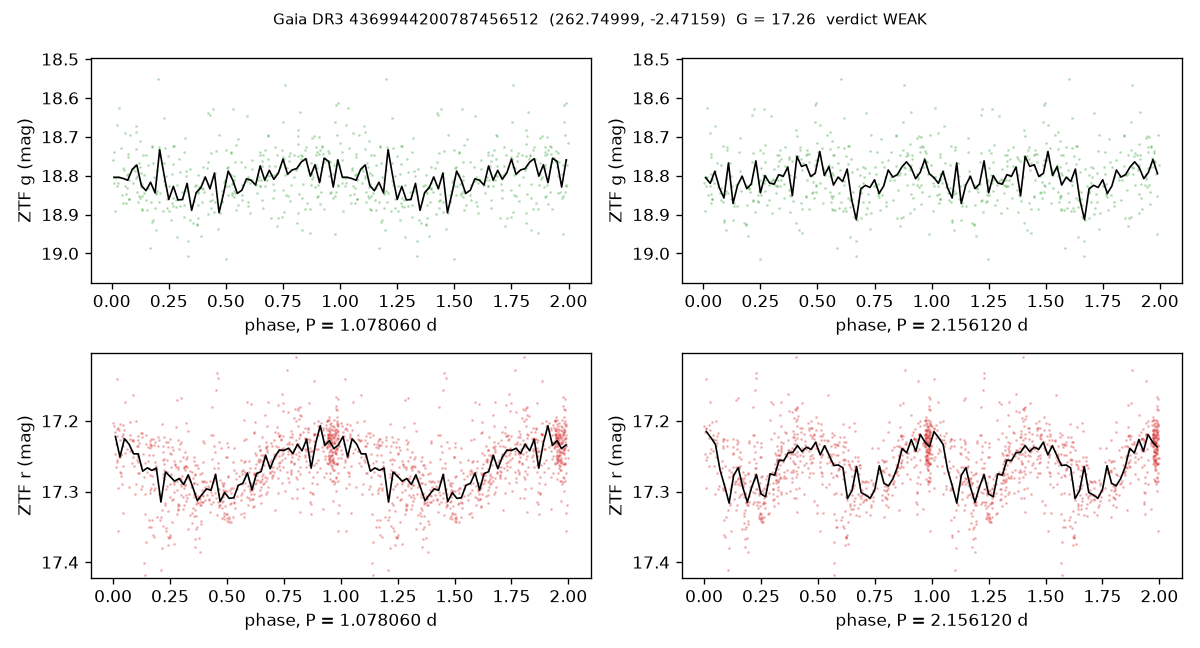 Gaia DR3 4369944200787456512 (262.74999, -2.47159) G = 17.26 verdict WEAK
ZTF g (mag)
18.5
18.6
18.7
18.8
18.9
19.0
0.00 0.25 0.50 0.75 1.00 1.25 1.50 1.75 2.00
phase, P = 1.078060 d
ZTF g (mag)
18.5
18.6
18.7
18.8
18.9
19.0
0.00 0.25 0.50 0.75 1.00 1.25 1.50 1.75 2.00
phase, P = 2.156120 d
ZTF r (mag)
17.2
17.3
17.4
0.00 0.25 0.50 0.75 1.00 1.25 1.50 1.75 2.00
phase, P = 1.078060 d
ZTF r (mag)
17.2
17.3
17.4
0.00 0.25 0.50 0.75 1.00 1.25 1.50 1.75 2.00
phase, P = 2.156120 d